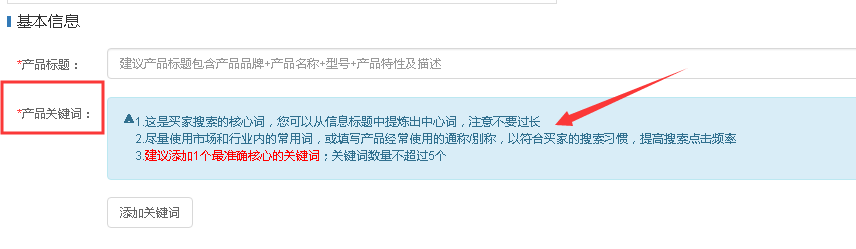 基本信息
*产品标题：
建议产品标题包含产品品牌+产品名称+型号+产品特性及描述
*产品关键词：
1.这是买家搜索的核心词，您可以从信息标题中提炼出中心词，注意不要过长
2.尽量使用市场和行业内的常用词，或填写产品经常使用的通称/别称，以符合买家的搜索习惯，提高搜索点击频率
3.建议添加1个最准确核心的关键词；关键词数量不超过5个
添加关键词